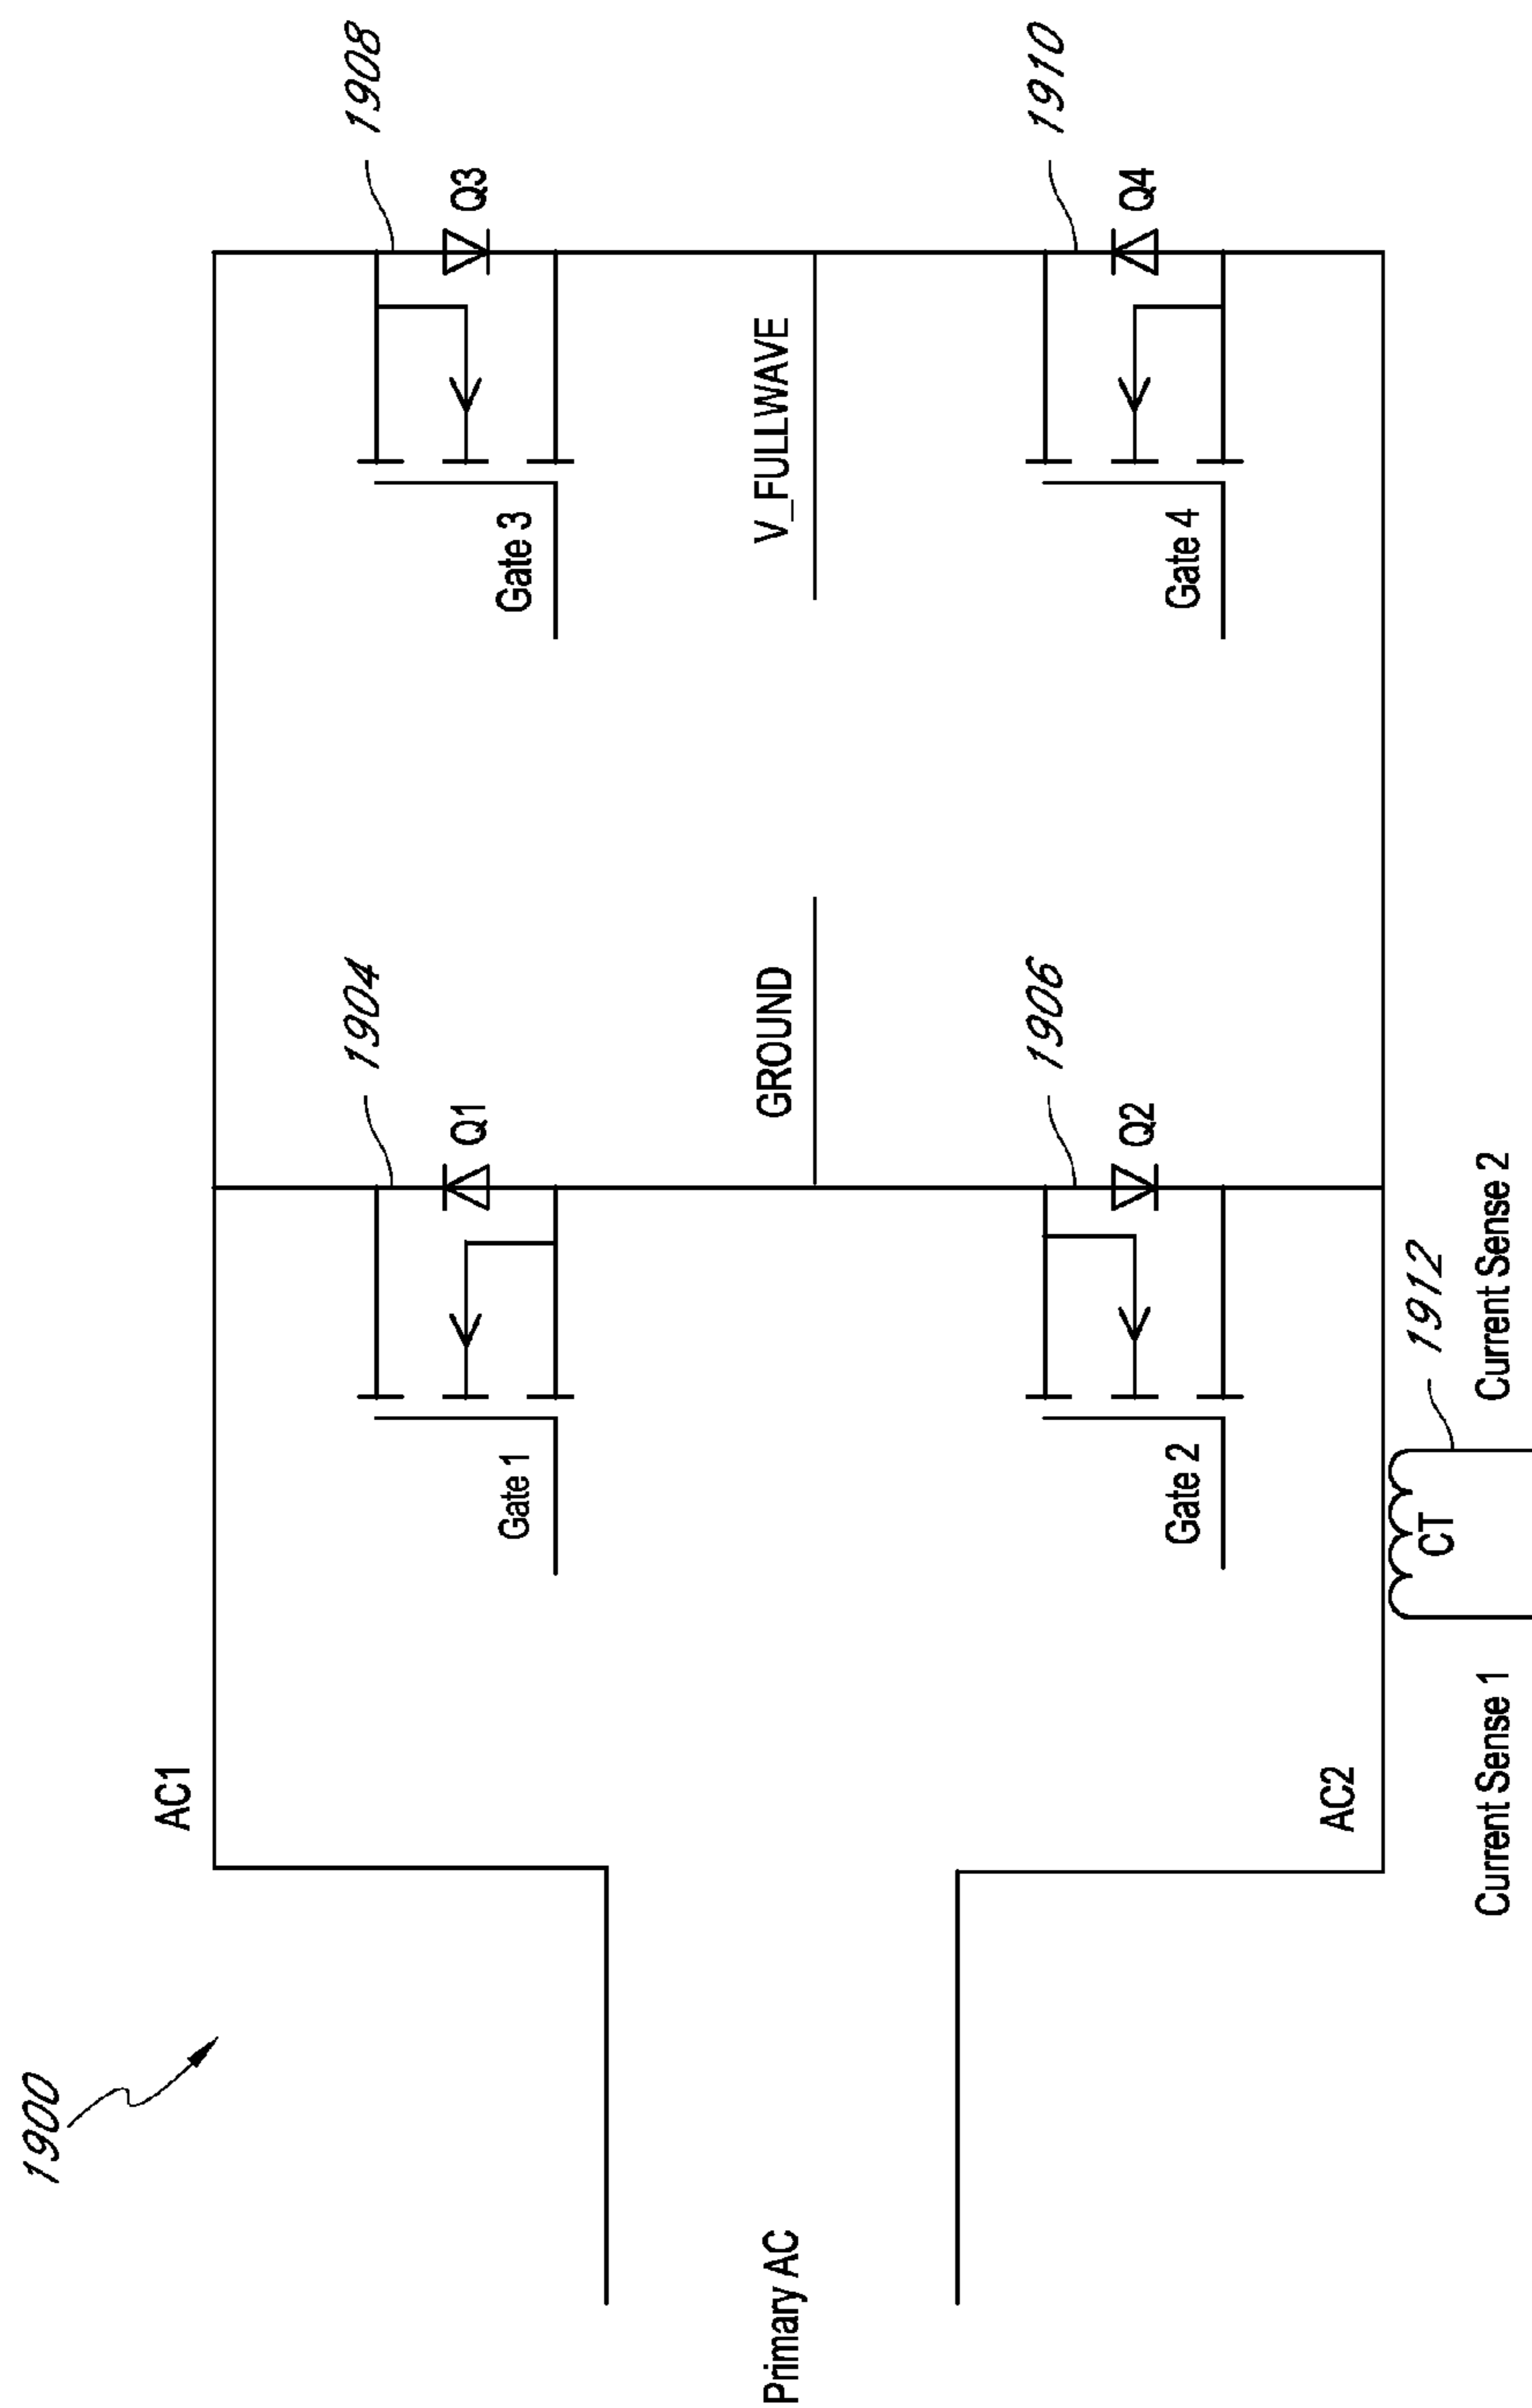 1900
Primary AC
AC1
AC2
1904
Q1
Gate 1
GROUND
1906
Q2
Gate 2
1908
Q3
Gate 3
V_FULLWAVE
1910
Q4
Gate 4
1912
CT
Current Sense 1
Current Sense 2